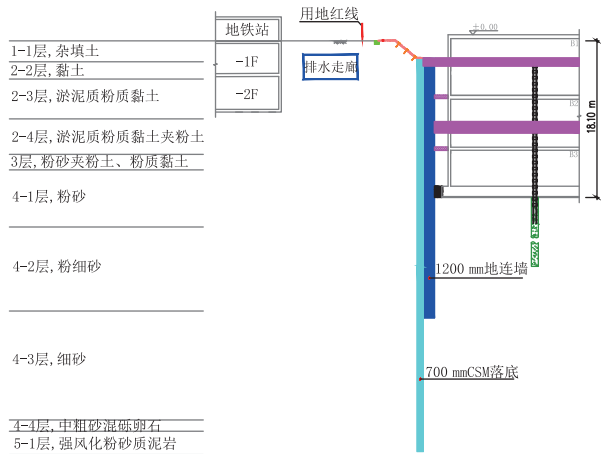 用地红线
地铁站
±0.00
1-1层,杂填土
B1
-1F
排水走廊
2-2层,黏土
2-3层,淤泥质粉质黏土
-2F
B2
18.10 m
2-4层,淤泥质粉质黏土夹粉土
3层,粉砂夹粉土、粉质黏土
B3
4-1层,粉砂
4-2层,粉细砂
1200 mm地连墙
4-3层,细砂
700 mmCSM落底
4-4层,中粗砂混砾卵石
5-1层,强风化粉砂质泥岩